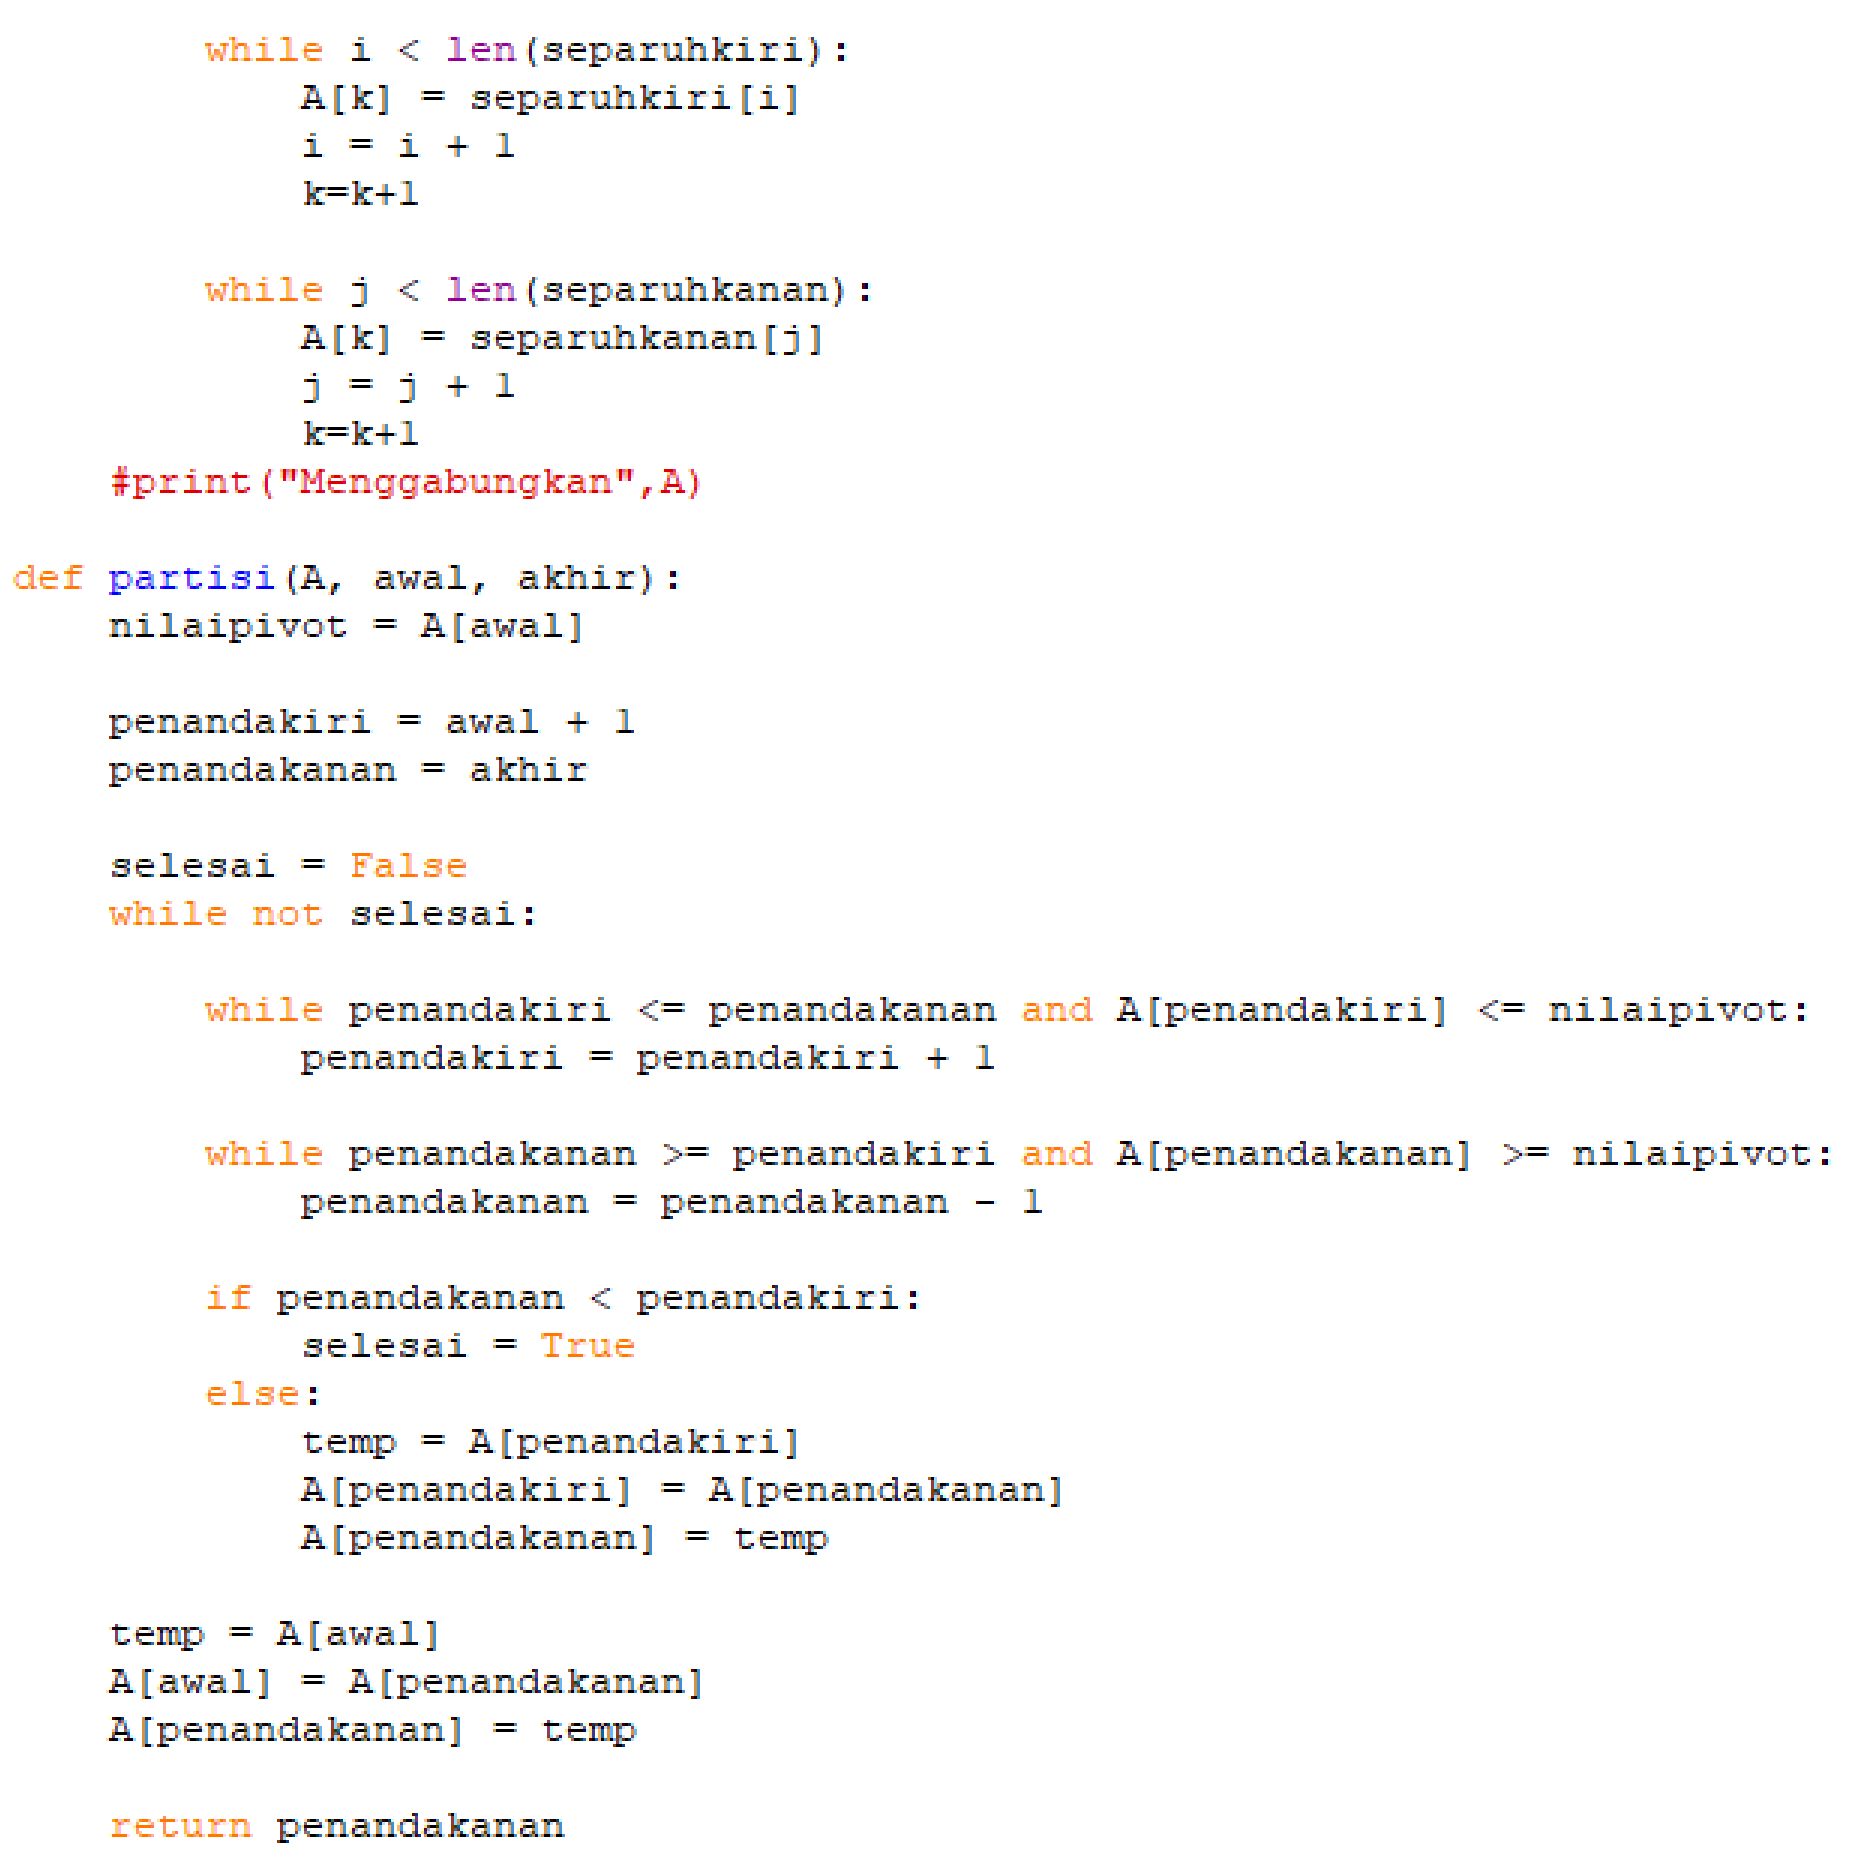 while i < len(separuhkiri):
            A[k] = separuhkiri[i]
            i = i + 1
            k=k+1

        while j < len(separuhkanan):
            A[k] = separuhkanan[j]
            j = j + 1
            k=k+1
    #print("Menggabungkan",A)

def partisi(A, awal, akhir):
    nilaipivot = A[awal]

    penandakiri = awal + 1
    penandakanan = akhir

    selesai = False
    while not selesai:

        while penandakiri <= penandakanan and A[penandakiri] <= nilaipivot:
            penandakiri = penandakiri + 1

        while penandakanan >= penandakiri and A[penandakanan] >= nilaipivot:
            penandakanan = penandakanan - 1

        if penandakanan < penandakiri:
            selesai = True
        else:
            temp = A[penandakiri]
            A[penandakiri] = A[penandakanan]
            A[penandakanan] = temp

    temp = A[awal]
    A[awal] = A[penandakanan]
    A[penandakanan] = temp

    return penandakanan